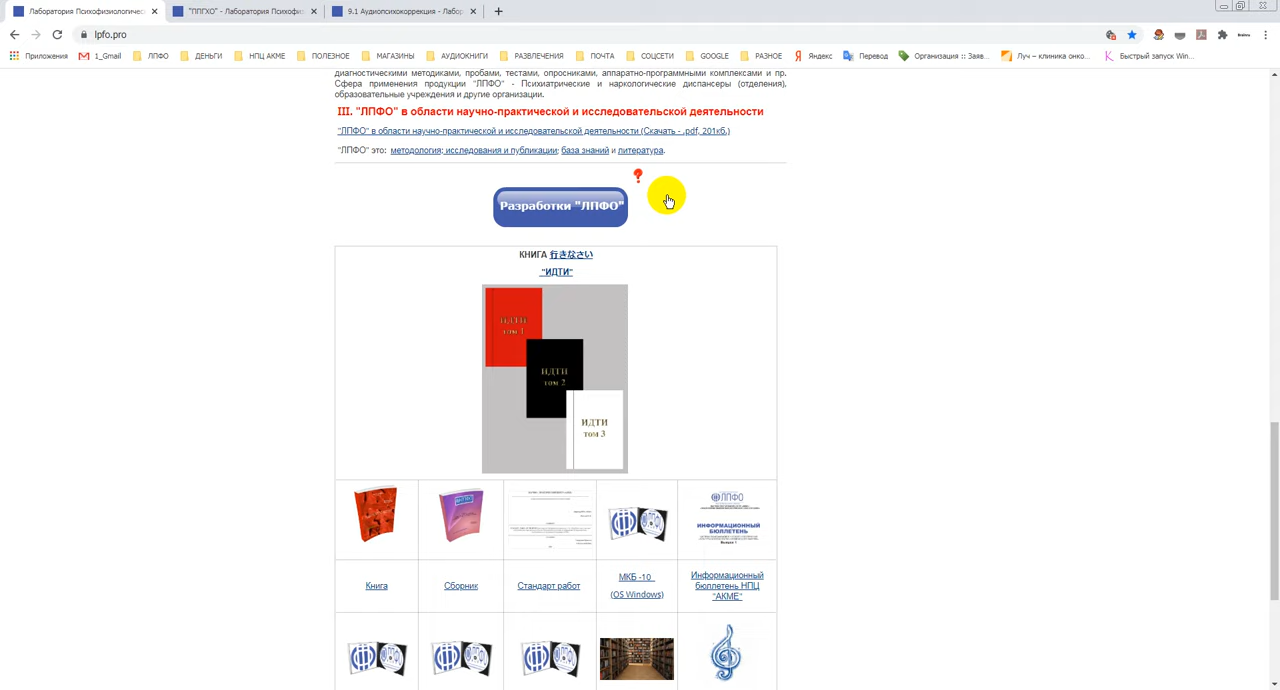 Лаборатория Психофизиологичес
"ППГХО" - Лаборатория Психофиз
9.1 Аудиопсихокоррекция - Лабор
lpfo.pro
Приложения
1_Gmail
ЛПФО
ДЕНЬГИ
НПЦ АКМЕ
ПОЛЕЗНОЕ
МАГАЗИНЫ
АУДИОКНИГИ
РАЗВЛЕЧЕНИЯ
ПОЧТА
СОЦСЕТИ
GOOGLE
РАЗНОЕ
Яндекс
Перевод
Организация :: Заяв...
Луч – клиника онко...
Быстрый запуск Win...
диагностическими методиками, пробами, тестами, опросниками, аппаратно-программными комплексами и пр.
Сфера применения продукции "ЛПФО" - Психиатрические и наркологические диспансеры (отделения),
образовательные учреждения и другие организации.
III. "ЛПФО" в области научно-практической и исследовательской деятельности
"ЛПФО" в области научно-практической и исследовательской деятельности (Скачать - .pdf, 201кб.)
"ЛПФО" это: методология; исследования и публикации; база знаний и литература.
?
Разработки "ЛПФО"
КНИГА 行きなさい
"ИДТИ"
ИДТИ
том 1
ИДТИ
том 2
ИДТИ
том 3
ЛПФО
ИНФОРМАЦИОННЫЙ
БЮЛЛЕТЕНЬ
Книга
Сборник
Стандарт работ
МКБ -10
(OS Windows)
Информационный
бюллетень НПЦ
"АКМЕ"